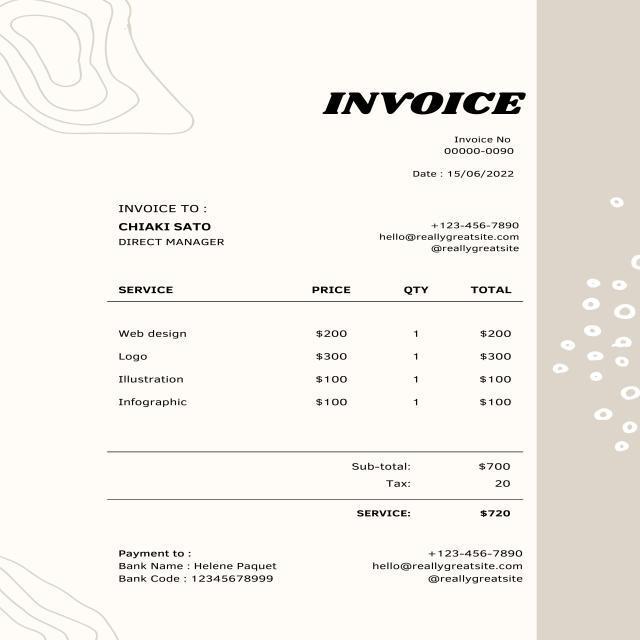 INVOICE
Invoice No
00000-0090
Date : 15/06/2022
INVOICE TO :
CHIAKI SATO
DIRECT MANAGER
+123-456-7890
hello@reallygreatsite.com
@reallygreatsite
SERVICE PRICE QTY TOTAL
Web design $200 1 $200
Logo $300 1 $300
Illustration $100 1 $100
Infographic $100 1 $100
Sub-total: $700
Tax: 20
SERVICE: $720
Payment to :
Bank Name : Helene Paquet
Bank Code : 12345678999
+123-456-7890
hello@reallygreatsite.com
@reallygreatsite